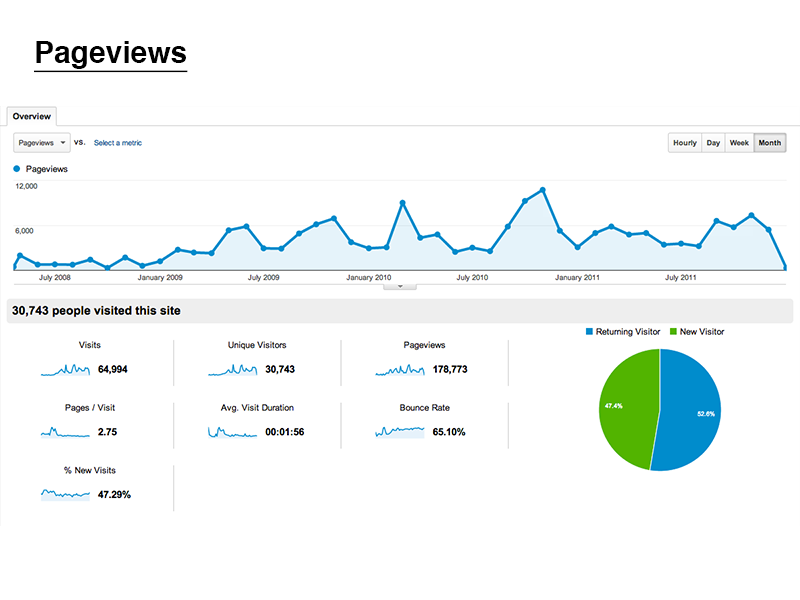 Pageviews
Overview
Pageviews vs. Select a metric
Hourly Day Week Month
Pageviews
12,000
6,000
July 2008 January 2009 July 2009 January 2010 July 2010 January 2011 July 2011
30,743 people visited this site
Visits
64,994
Unique Visitors
30,743
Pageviews
178,773
Pages / Visit
2.75
Avg. Visit Duration
00:01:56
Bounce Rate
65.10%
% New Visits
47.29%
Returning Visitor New Visitor
47.4%
52.6%